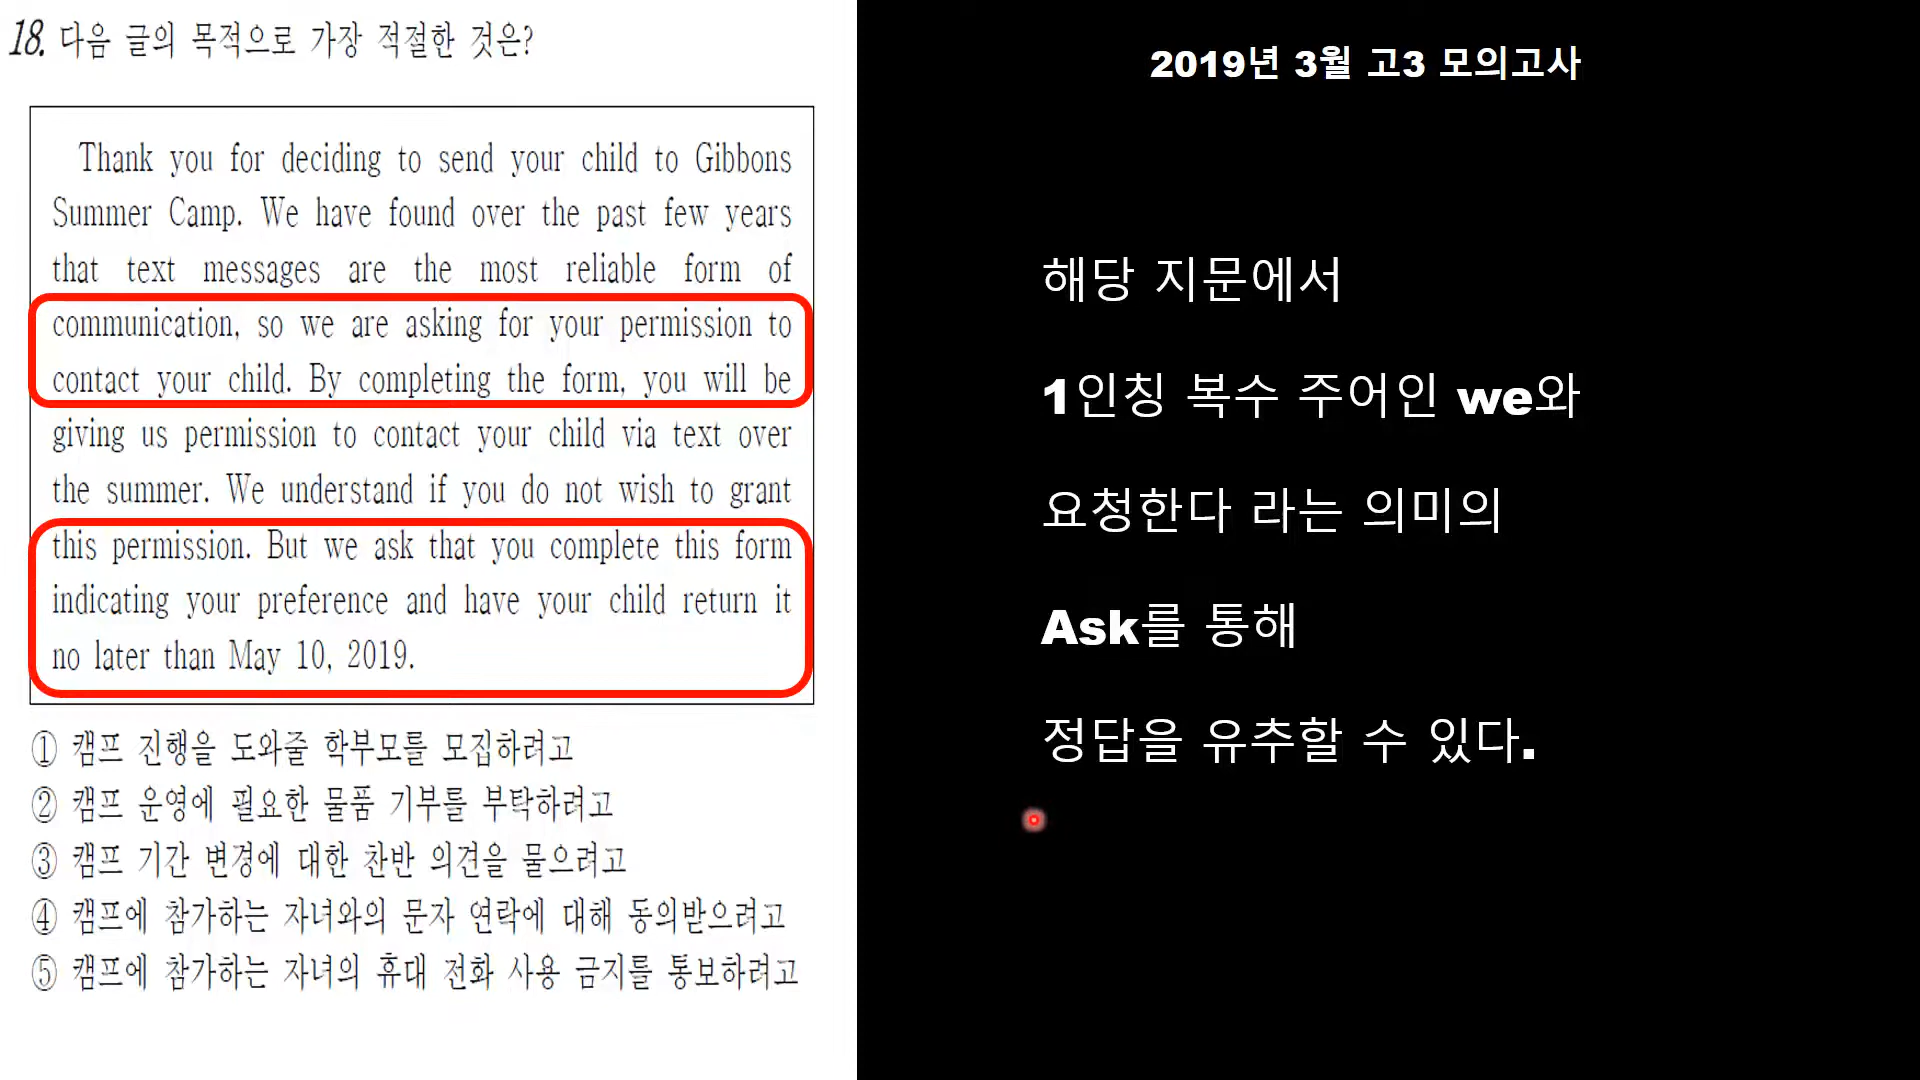 18. 다음 글의 목적으로 가장 적절한 것은?
Thank you for deciding to send your child to Gibbons
Summer Camp. We have found over the past few years
that text messages are the most reliable form of
communication, so we are asking for your permission to
contact your child. By completing the form, you will be
giving us permission to contact your child via text over
the summer. We understand if you do not wish to grant
this permission. But we ask that you complete this form
indicating your preference and have your child return it
no later than May 10, 2019.
① 캠프 진행을 도와줄 학부모를 모집하려고
② 캠프 운영에 필요한 물품 기부를 부탁하려고
③ 캠프 기간 변경에 대한 찬반 의견을 물으려고
④ 캠프에 참가하는 자녀와의 문자 연락에 대해 동의받으려고
⑤ 캠프에 참가하는 자녀의 휴대 전화 사용 금지를 통보하려고
2019년 3월 고3 모의고사
해당 지문에서
1인칭 복수 주어인 we와
요청한다 라는 의미의
Ask를 통해
정답을 유추할 수 있다.